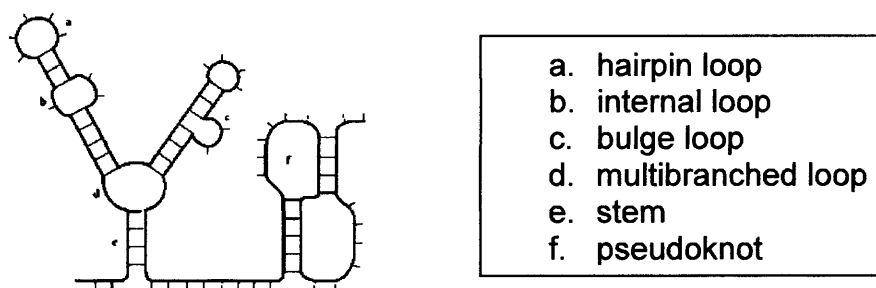 a
b
c
d
e
f
a. hairpin loop
b. internal loop
c. bulge loop
d. multibranched loop
e. stem
f. pseudoknot